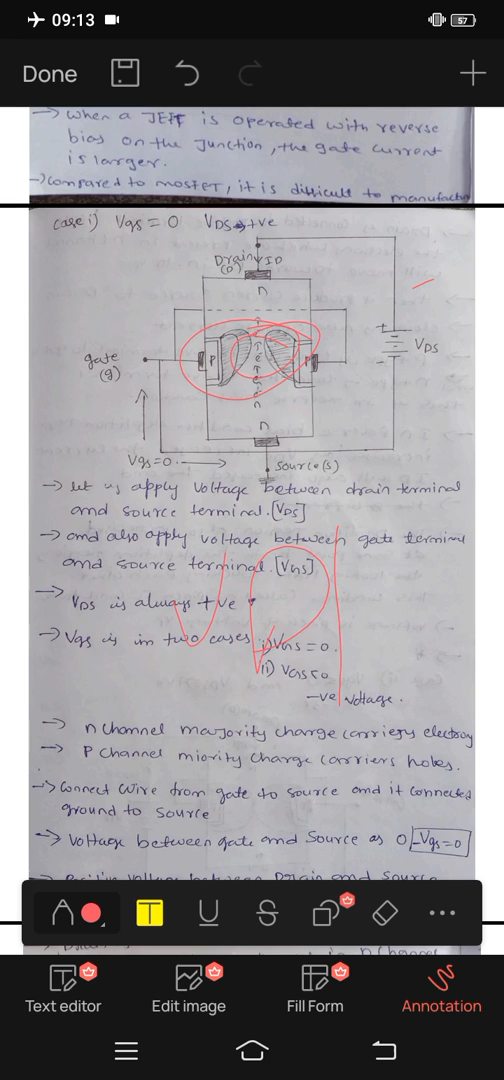 09:13
57
Done
→ when a JEFT is operated with reverse
bias on the Junction, the gate current
is larger.
→ compared to MOSTET, it is difficult to manufactu
case i) Vgs = 0 VDS → +ve
Drain ID
(D)
n
P
P
gate
(g)
n
Vgs=0.
source(s)
+
-
VDS
→ let us apply voltage between drain terminal
and source terminal. [VDS]
→ and also apply voltage between gate termina
and source terminal. [VGS]
→ VDS is always +ve
→ Vgs is in two cases i) VGS = 0.
ii) VGS<0
-ve voltage.
→ n channel majority charge carriers electrons
→ P channel miority charge carriers holes.
→ Connect wire from gate to source and it connected
ground to source
→ Voltage between gate and Source as 0 -Vgs=0
T
U
S
Text editor
Edit image
Fill Form
Annotation